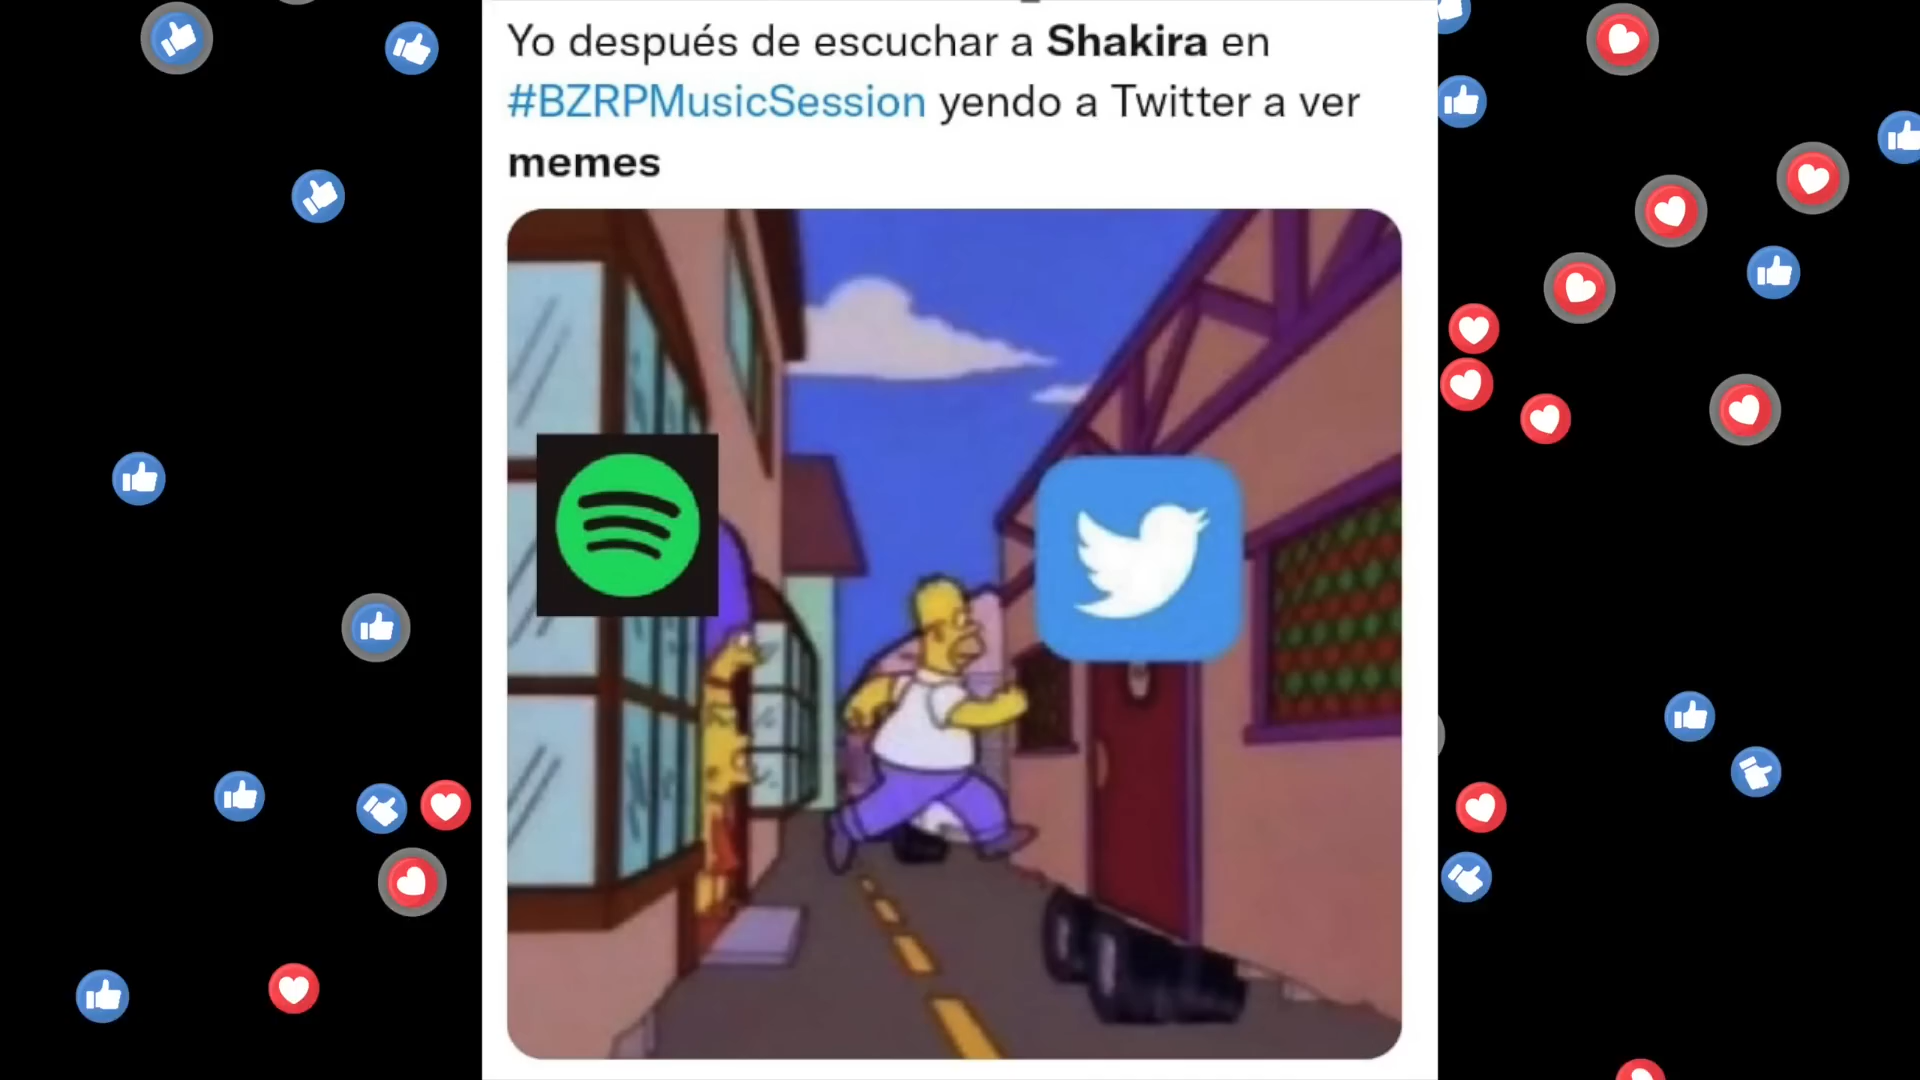 Yo después de escuchar a Shakira en
#BZRPMusicSession yendo a Twitter a ver
memes